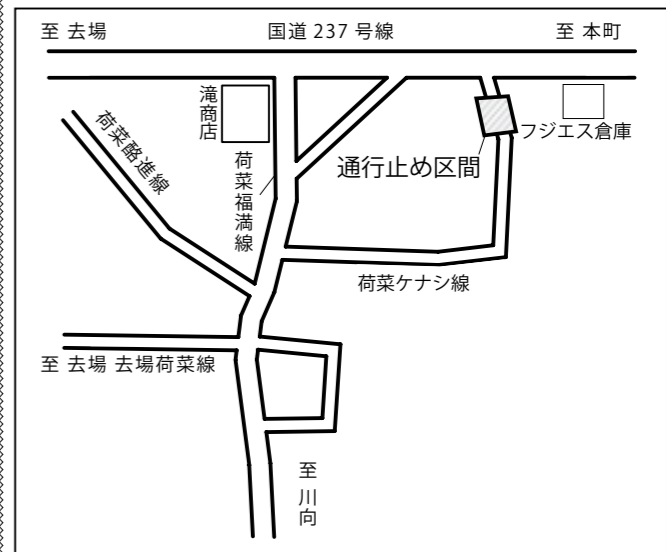 至 去場
国道 237 号線
至 本町
滝商店
フジエス倉庫
荷菜酪進線
荷菜福満線
通行止め区間
荷菜ケナシ線
至 去場 去場荷菜線
至 川向